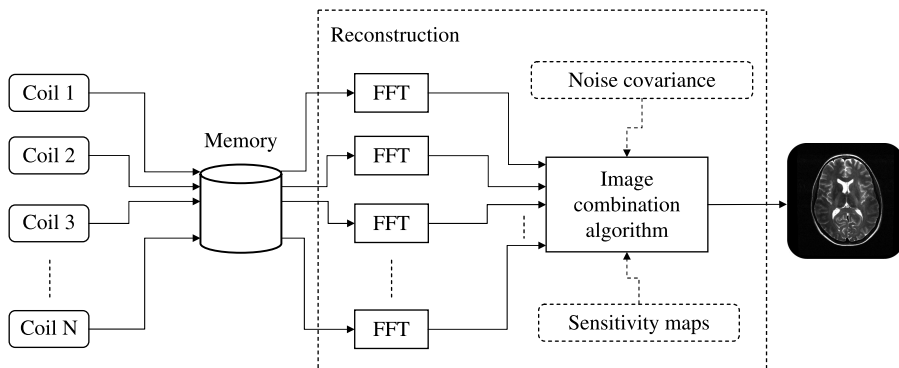 Reconstruction
Coil 1
Coil 2
Coil 3
Coil N
Memory
FFT
FFT
FFT
FFT
Noise covariance
Image
combination
algorithm
Sensitivity maps